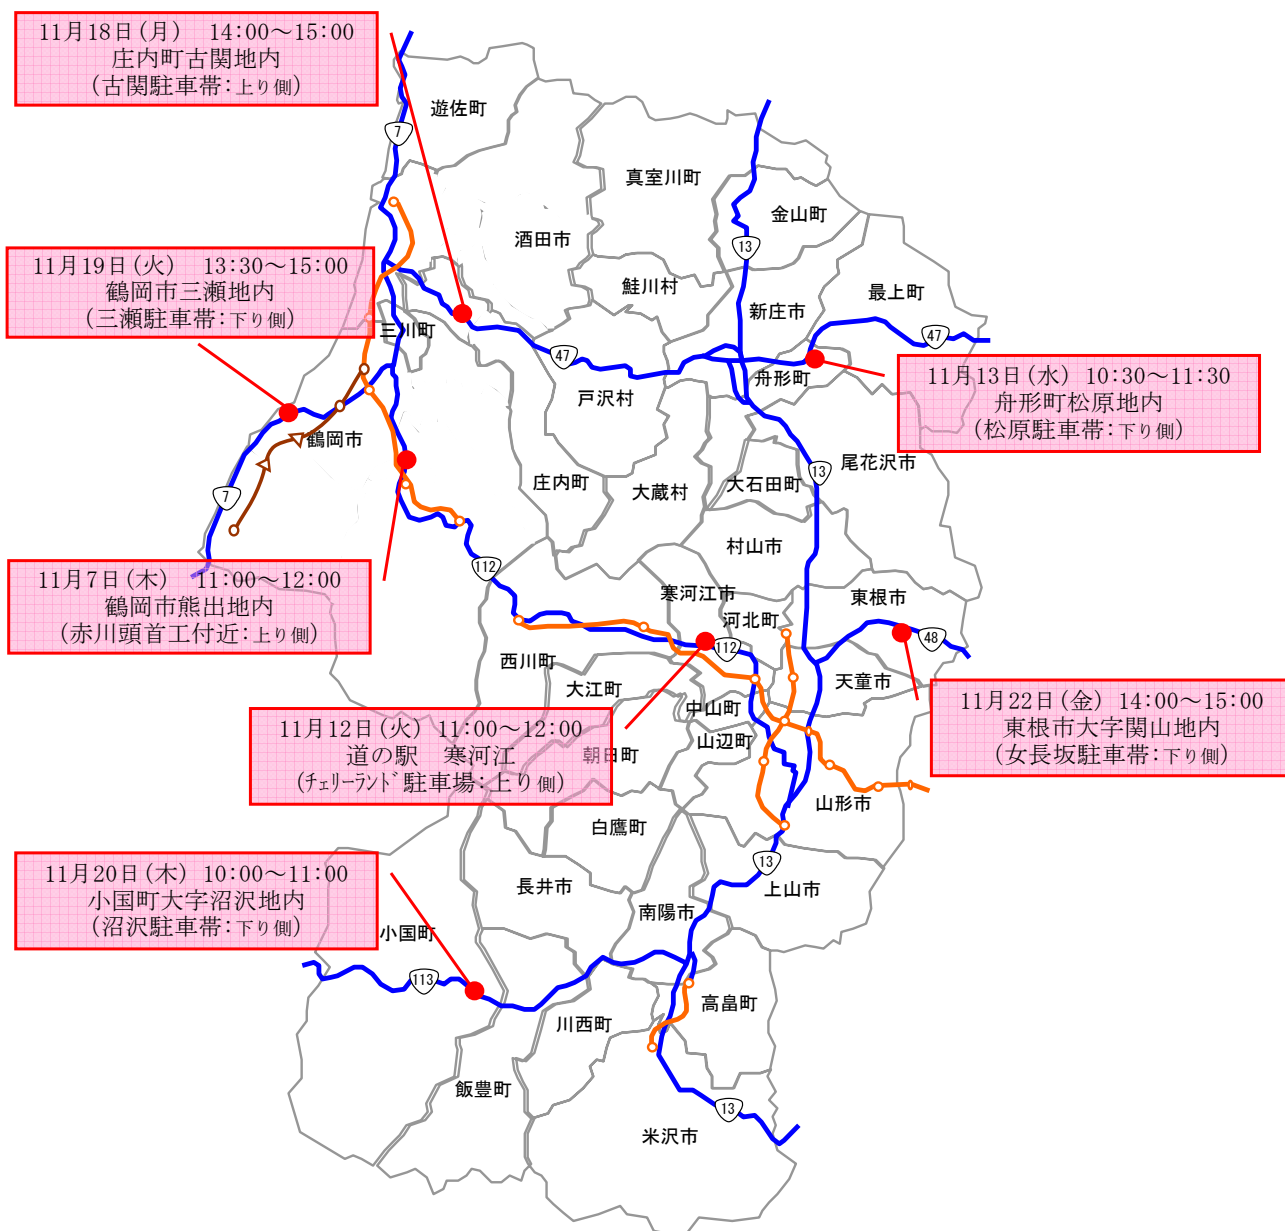 11月18日(月)　14:00～15:00
庄内町古関地内
(古関駐車帯：上り側)
遊佐町
7
真室川町
金山町
酒田市
13
11月19日(火)　13:30～15:00
鶴岡市三瀬地内
(三瀬駐車帯：下り側)
鮭川村
最上町
新庄市
三川町
47
47
舟形町
11月13日(水) 10:30～11:30
舟形町松原地内
(松原駐車帯：下り側)
戸沢村
鶴岡市
尾花沢市
13
庄内町
大蔵村
大石田町
7
村山市
112
11月7日(木)　11:00～12:00
鶴岡市熊出地内
(赤川頭首工付近：上り側)
寒河江市
東根市
河北町
48
112
西川町
天童市
大江町
11月22日(金) 14:00～15:00
東根市大字関山地内
(女長坂駐車帯：下り側)
中山町
11月12日(火) 11:00～12:00
道の駅　寒河江
(チェリーランド駐車場：上り側)
山辺町
朝日町
山形市
白鷹町
13
11月20日(木) 10:00～11:00
小国町大字沼沢地内
(沼沢駐車帯：下り側)
長井市
上山市
南陽市
小国町
113
高畠町
川西町
飯豊町
13
米沢市